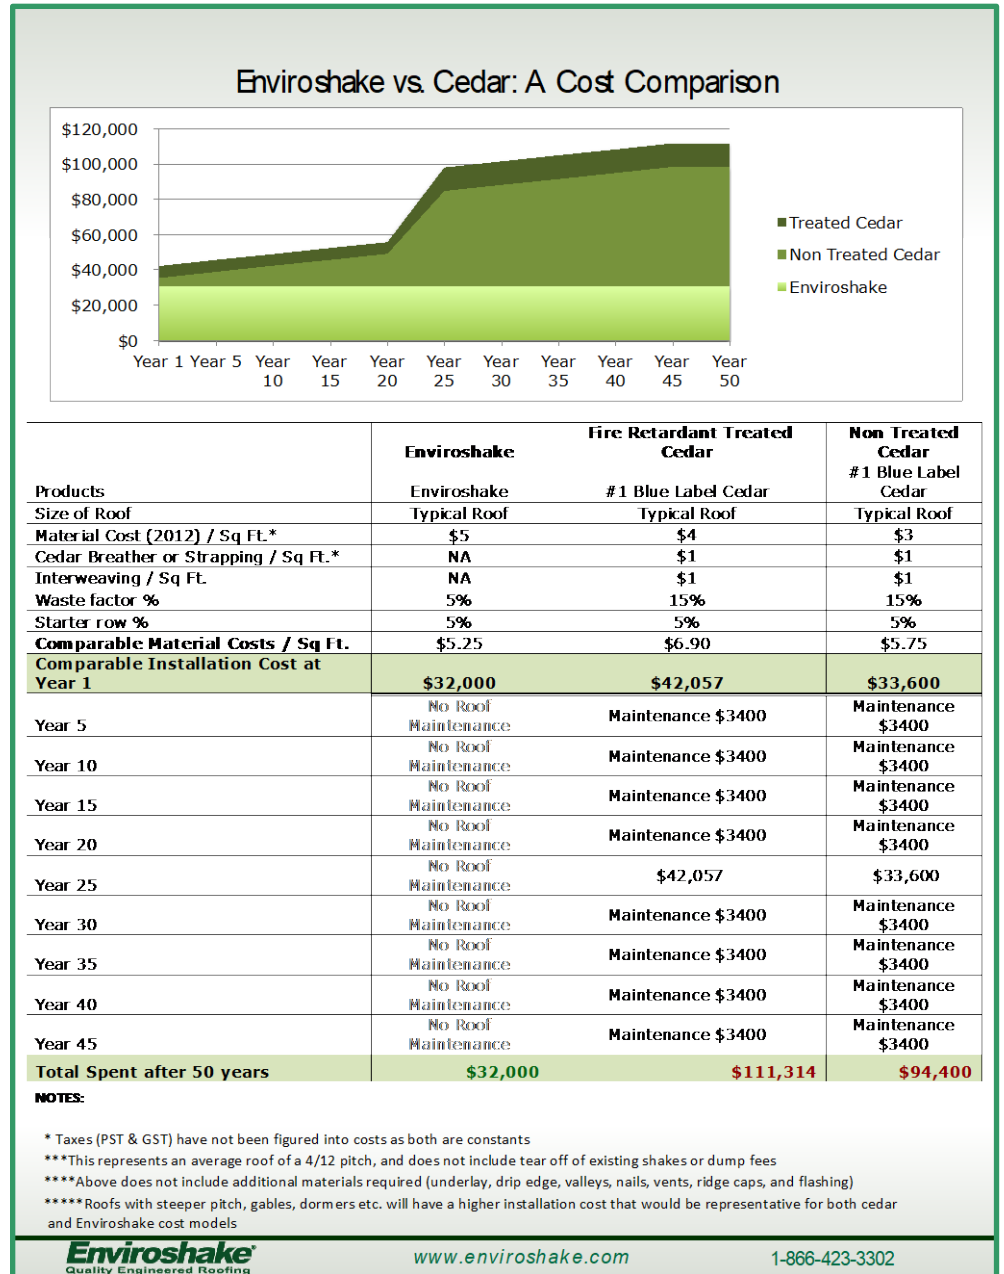 Enviroshake vs. Cedar: A Cost Comparison
$120,000
$100,000
$80,000
$60,000
$40,000
$20,000
$0
Year 1 Year 5 Year Year Year Year Year Year Year Year Year
10 15 20 25 30 35 40 45 50
Treated Cedar
Non Treated Cedar
Enviroshake
Fire Retardant Treated Non Treated
Enviroshake Cedar Cedar
#1 Blue Label
Products Enviroshake #1 Blue Label Cedar Cedar
Size of Roof Typical Roof Typical Roof Typical Roof
Material Cost (2012) / Sq Ft.* $5 $4 $3
Cedar Breather or Strapping / Sq Ft.* NA $1 $1
Interweaving / Sq Ft. NA $1 $1
Waste factor % 5% 15% 15%
Starter row % 5% 5% 5%
Comparable Material Costs / Sq Ft. $5.25 $6.90 $5.75
Comparable Installation Cost at
Year 1 $32,000 $42,057 $33,600
No Roof Maintenance $3400 Maintenance
Year 5 Maintenance $3400
No Roof Maintenance $3400 Maintenance
Year 10 Maintenance $3400
No Roof Maintenance $3400 Maintenance
Year 15 Maintenance $3400
No Roof Maintenance $3400 Maintenance
Year 20 Maintenance $3400
No Roof $42,057 $33,600
Year 25 Maintenance
No Roof Maintenance $3400 Maintenance
Year 30 Maintenance $3400
No Roof Maintenance $3400 Maintenance
Year 35 Maintenance $3400
No Roof Maintenance $3400 Maintenance
Year 40 Maintenance $3400
No Roof Maintenance $3400 Maintenance
Year 45 Maintenance $3400
Total Spent after 50 years $32,000 $111,314 $94,400
NOTES:
* Taxes (PST & GST) have not been figured into costs as both are constants
***This represents an average roof of a 4/12 pitch, and does not include tear off of existing shakes or dump fees
****Above does not include additional materials required (underlay, drip edge, valleys, nails, vents, ridge caps, and flashing)
*****Roofs with steeper pitch, gables, dormers etc. will have a higher installation cost that would be representative for both cedar
and Enviroshake cost models
Enviroshake www.enviroshake.com 1-866-423-3302
Quality Engineered Roofing